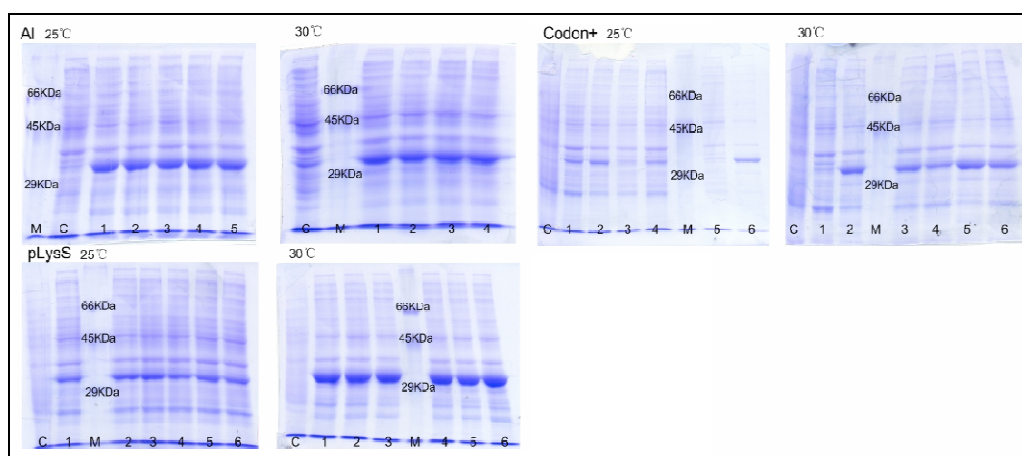 AI 25℃
66KDa
45KDa
29KDa
M C 1 2 3 4 5
30℃
66KDa
45KDa
29KDa
C M 1 2 3 4
Codon+ 25℃
66KDa
45KDa
29KDa
C 1 2 3 4 M 5 6
30℃
66KDa
45KDa
29KDa
C 1 2 M 3 4 5 6
pLysS 25℃
66KDa
45KDa
29KDa
C 1 M 2 3 4 5 6
30℃
66KDa
45KDa
29KDa
C 1 2 3 M 4 5 6